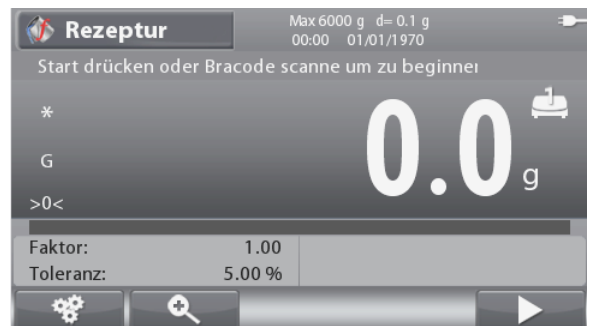 Rezeptur
Max 6000 g d= 0.1 g
00:00 01/01/1970
Start drücken oder Bracode scanne um zu beginner
*
G
>0<
0.0 g
1
Faktor: 1.00
Toleranz: 5.00 %